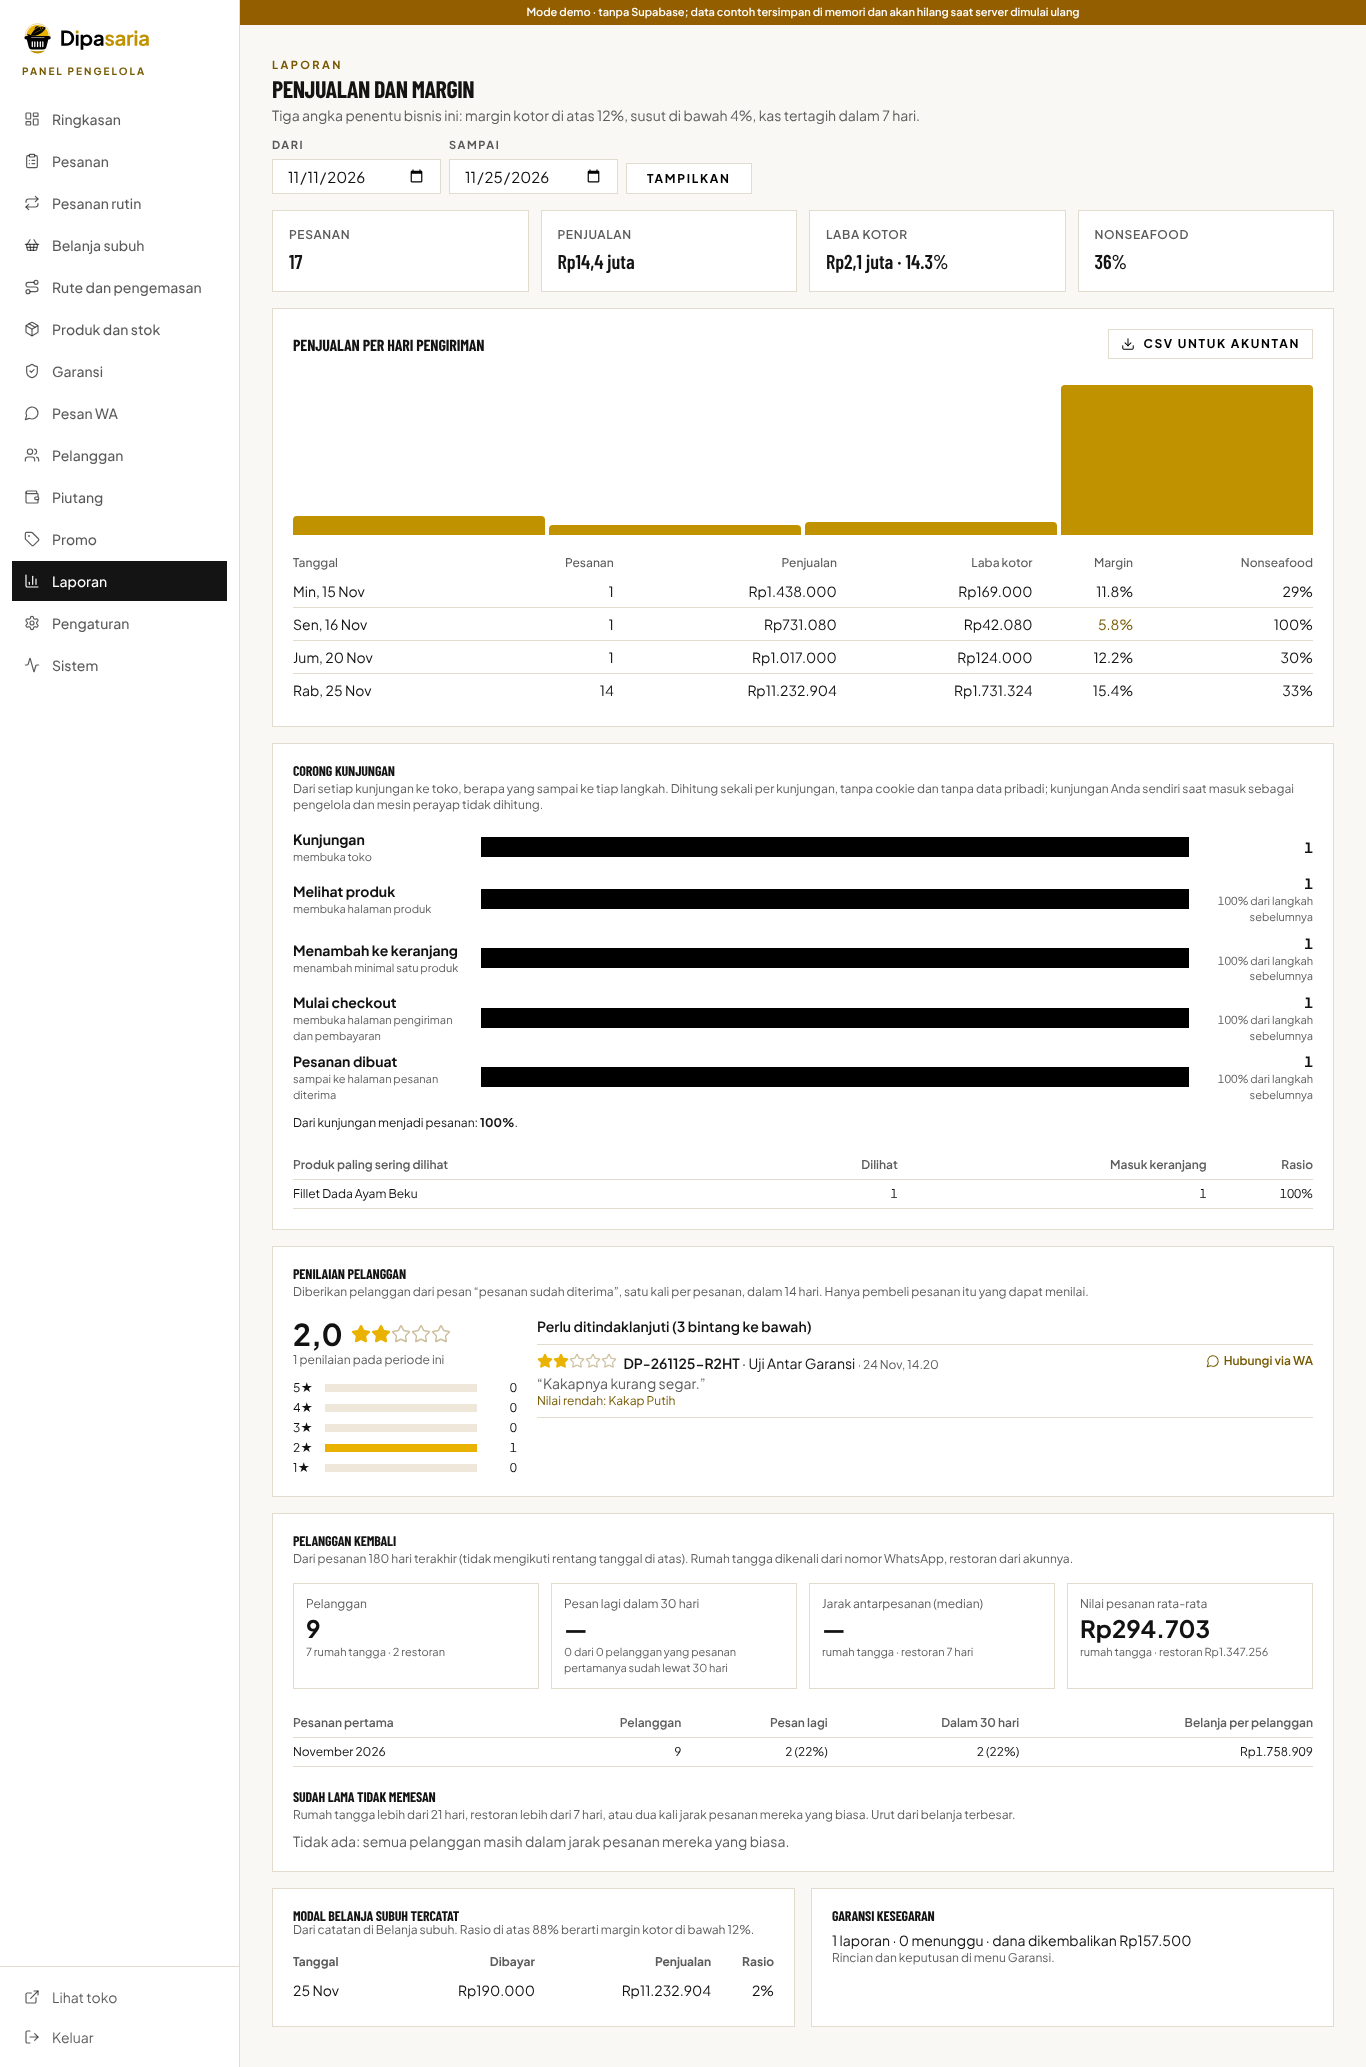 Mode demo · tanpa Supabase; data contoh tersimpan di memori dan akan hilang saat server dimulai ulang
Dipasaria
PANEL PENGELOLA
Ringkasan
Pesanan
Pesanan rutin
Belanja subuh
Rute dan pengemasan
Produk dan stok
Garansi
Pesan WA
Pelanggan
Piutang
Promo
Laporan
Pengaturan
Sistem
Lihat toko
Keluar
LAPORAN
PENJUALAN DAN MARGIN
Tiga angka penentu bisnis ini: margin kotor di atas 12%, susut di bawah 4%, kas tertagih dalam 7 hari.
DARI SAMPAI
11/11/2026 11/25/2026 TAMPILKAN
PESANAN PENJUALAN LABA KOTOR NONSEAFOOD
17 Rp14,4 juta Rp2,1 juta · 14.3% 36%
PENJUALAN PER HARI PENGIRIMAN CSV UNTUK AKUNTAN
Tanggal Pesanan Penjualan Laba kotor Margin Nonseafood
Min, 15 Nov 1 Rp1.438.000 Rp169.000 11.8% 29%
Sen, 16 Nov 1 Rp731.080 Rp42.080 5.8% 100%
Jum, 20 Nov 1 Rp1.017.000 Rp124.000 12.2% 30%
Rab, 25 Nov 14 Rp11.232.904 Rp1.731.324 15.4% 33%
CORONG KUNJUNGAN
Dari setiap kunjungan ke toko, berapa yang sampai ke tiap langkah. Dihitung sekali per kunjungan, tanpa cookie dan tanpa data pribadi; kunjungan Anda sendiri saat masuk sebagai
pengelola dan mesin perayap tidak dihitung.
Kunjungan
membuka toko
1
Melihat produk
membuka halaman produk
1
100% dari langkah
sebelumnya
Menambah ke keranjang
menambah minimal satu produk
1
100% dari langkah
sebelumnya
Mulai checkout
membuka halaman pengiriman
dan pembayaran
1
100% dari langkah
sebelumnya
Pesanan dibuat
sampai ke halaman pesanan
diterima
1
100% dari langkah
sebelumnya
Dari kunjungan menjadi pesanan: 100%.
Produk paling sering dilihat Dilihat Masuk keranjang Rasio
Fillet Dada Ayam Beku 1 1 100%
PENILAIAN PELANGGAN
Diberikan pelanggan dari pesan “pesanan sudah diterima”, satu kali per pesanan, dalam 14 hari. Hanya pembeli pesanan itu yang dapat menilai.
2,0
1 penilaian pada periode ini
5★ 0
4★ 0
3★ 0
2★ 1
1★ 0
Perlu ditindaklanjuti (3 bintang ke bawah)
DP-261125-R2HT · Uji Antar Garansi · 24 Nov, 14.20 Hubungi via WA
“Kakapnya kurang segar.”
Nilai rendah: Kakap Putih
PELANGGAN KEMBALI
Dari pesanan 180 hari terakhir (tidak mengikuti rentang tanggal di atas). Rumah tangga dikenali dari nomor WhatsApp, restoran dari akunnya.
Pelanggan
9
7 rumah tangga · 2 restoran
Pesan lagi dalam 30 hari
—
0 dari 0 pelanggan yang pesanan
pertamanya sudah lewat 30 hari
Jarak antarpesanan (median)
—
rumah tangga · restoran 7 hari
Nilai pesanan rata-rata
Rp294.703
rumah tangga · restoran Rp1.347.256
Pesanan pertama Pelanggan Pesan lagi Dalam 30 hari Belanja per pelanggan
November 2026 9 2 (22%) 2 (22%) Rp1.758.909
SUDAH LAMA TIDAK MEMESAN
Rumah tangga lebih dari 21 hari, restoran lebih dari 7 hari, atau dua kali jarak pesanan mereka yang biasa. Urut dari belanja terbesar.
Tidak ada: semua pelanggan masih dalam jarak pesanan mereka yang biasa.
MODAL BELANJA SUBUH TERCATAT
Dari catatan di Belanja subuh. Rasio di atas 88% berarti margin kotor di bawah 12%.
Tanggal Dibayar Penjualan Rasio
25 Nov Rp190.000 Rp11.232.904 2%
GARANSI KESEGARAN
1 laporan · 0 menunggu · dana dikembalikan Rp157.500
Rincian dan keputusan di menu Garansi.